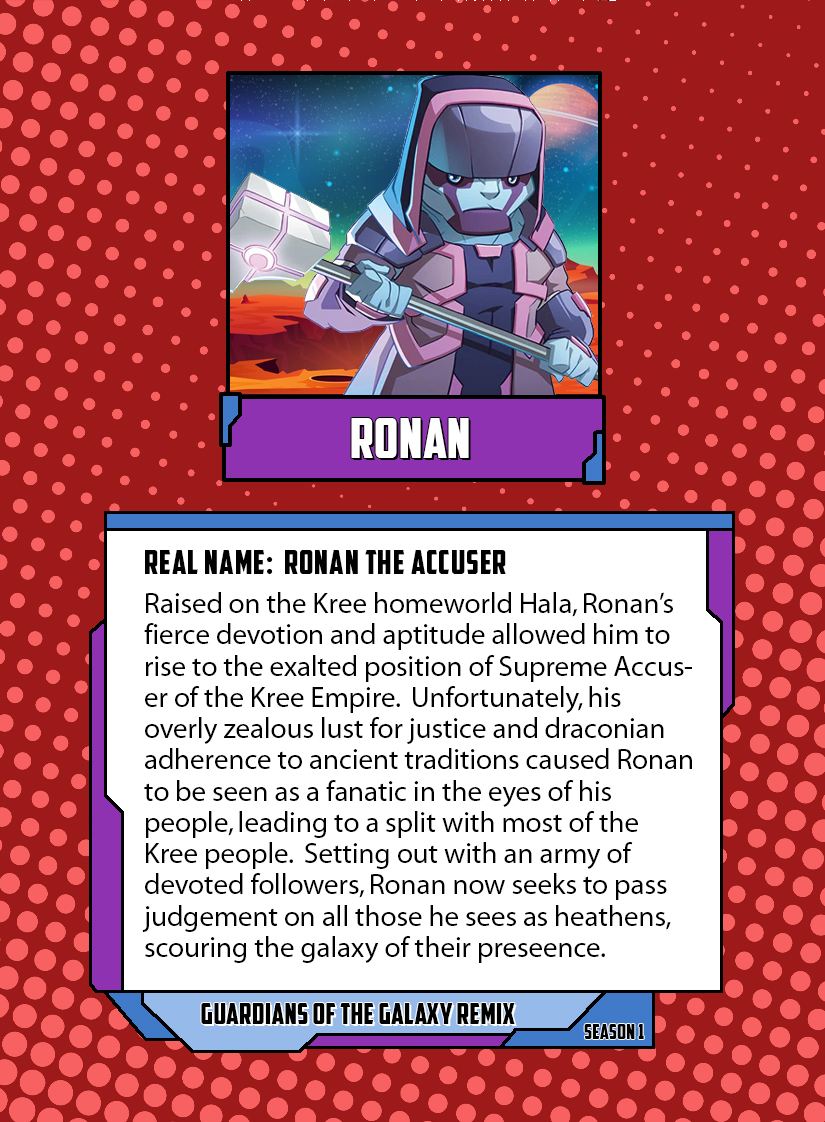 RONAN
REAL NAME: RONAN THE ACCUSER
Raised on the Kree homeworld Hala, Ronan's
fierce devotion and aptitude allowed him to
rise to the exalted position of Supreme Accus-
er of the Kree Empire. Unfortunately, his
overly zealous lust for justice and draconian
adherence to ancient traditions caused Ronan
to be seen as a fanatic in the eyes of his
people, leading to a split with most of the
Kree people. Setting out with an army of
devoted followers, Ronan now seeks to pass
judgement on all those he sees as heathens,
scouring the galaxy of their preseence.
GUARDIANS OF THE GALAXY REMIX
SEASON 1